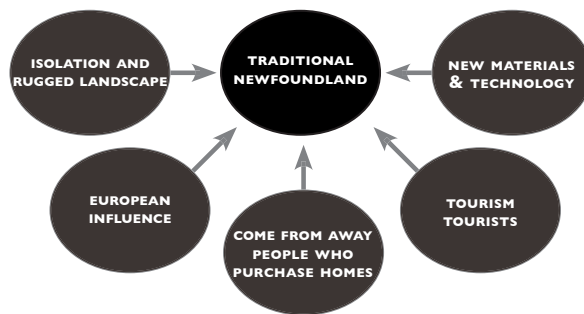 ISOLATION AND
RUGGED LANDSCAPE
TRADITIONAL
NEWFOUNDLAND
NEW MATERIALS
& TECHNOLOGY
EUROPEAN
INFLUENCE
COME FROM AWAY
PEOPLE WHO
PURCHASE HOMES
TOURISM
TOURISTS